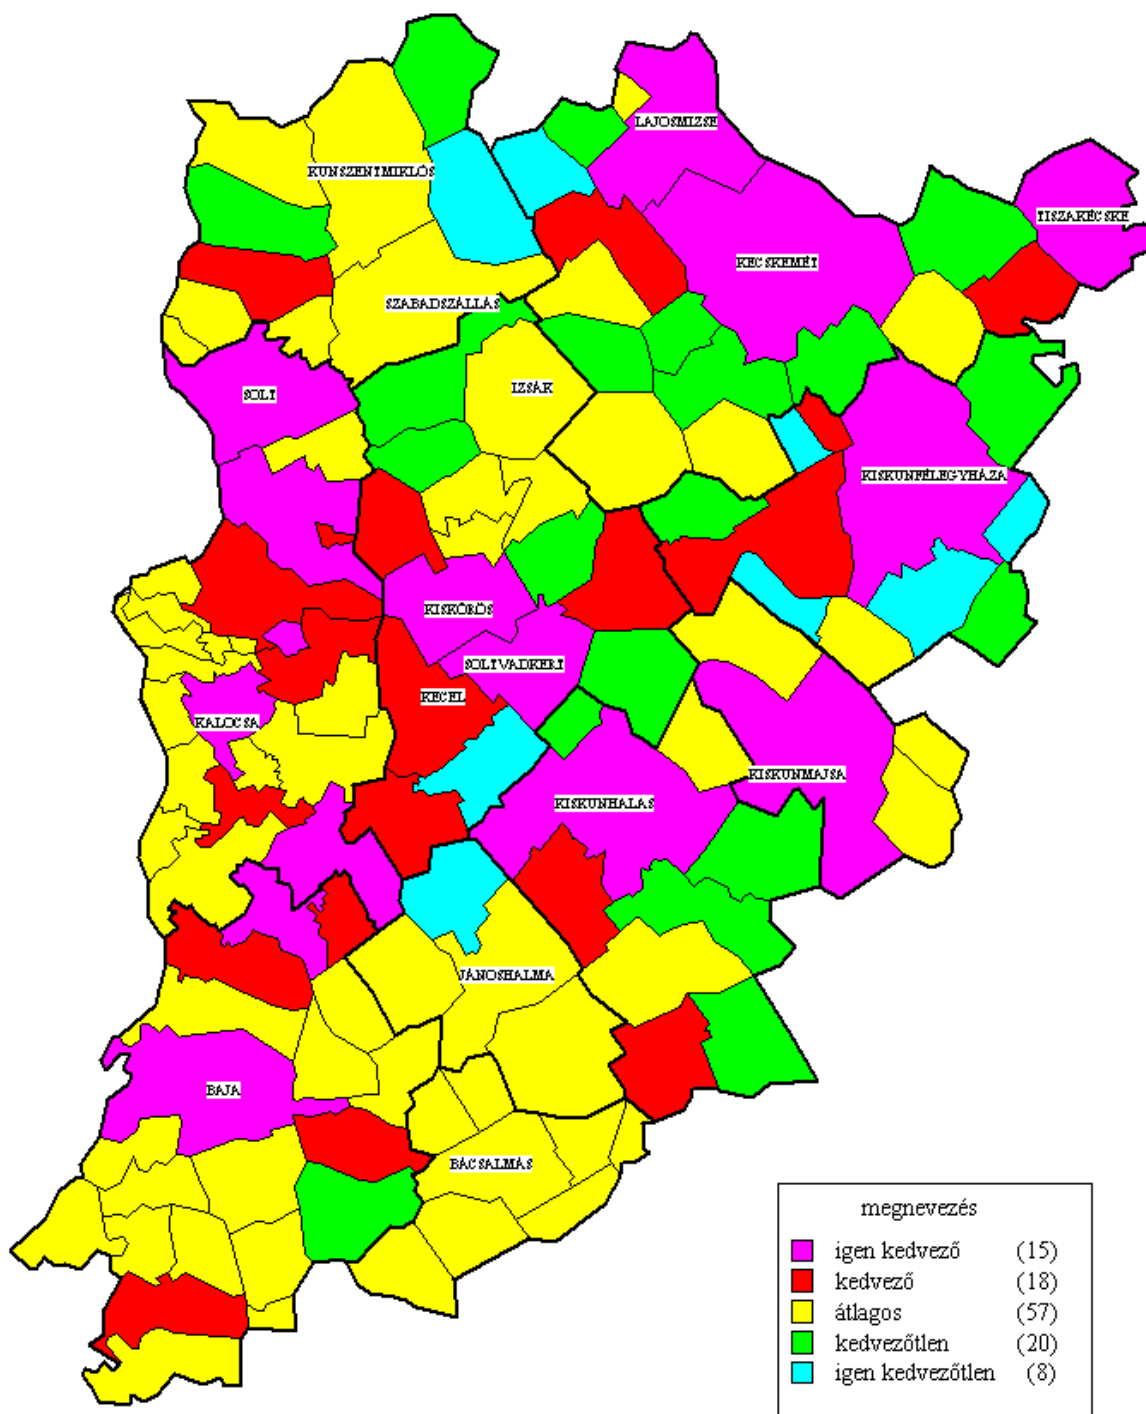 LAJOSMIZSE
KUNSZENTMIKLÓS
TISZAKÉCSKE
KECSKEMÉT
SZABADSZÁLLÁS
IZSÁK
SOLT
KISKUNFÉLEGYHÁZA
KISKÖRÖS
SOLTVADKERT
KECEL
KALOCSA
KISKUNMAJSA
KISKUNHALAS
JÁNOSHALMA
BAJA
BÁCSALMÁS
megnevezés
igen kedvező (15)
kedvező (18)
átlagos (57)
kedvezőtlen (20)
igen kedvezőtlen (8)